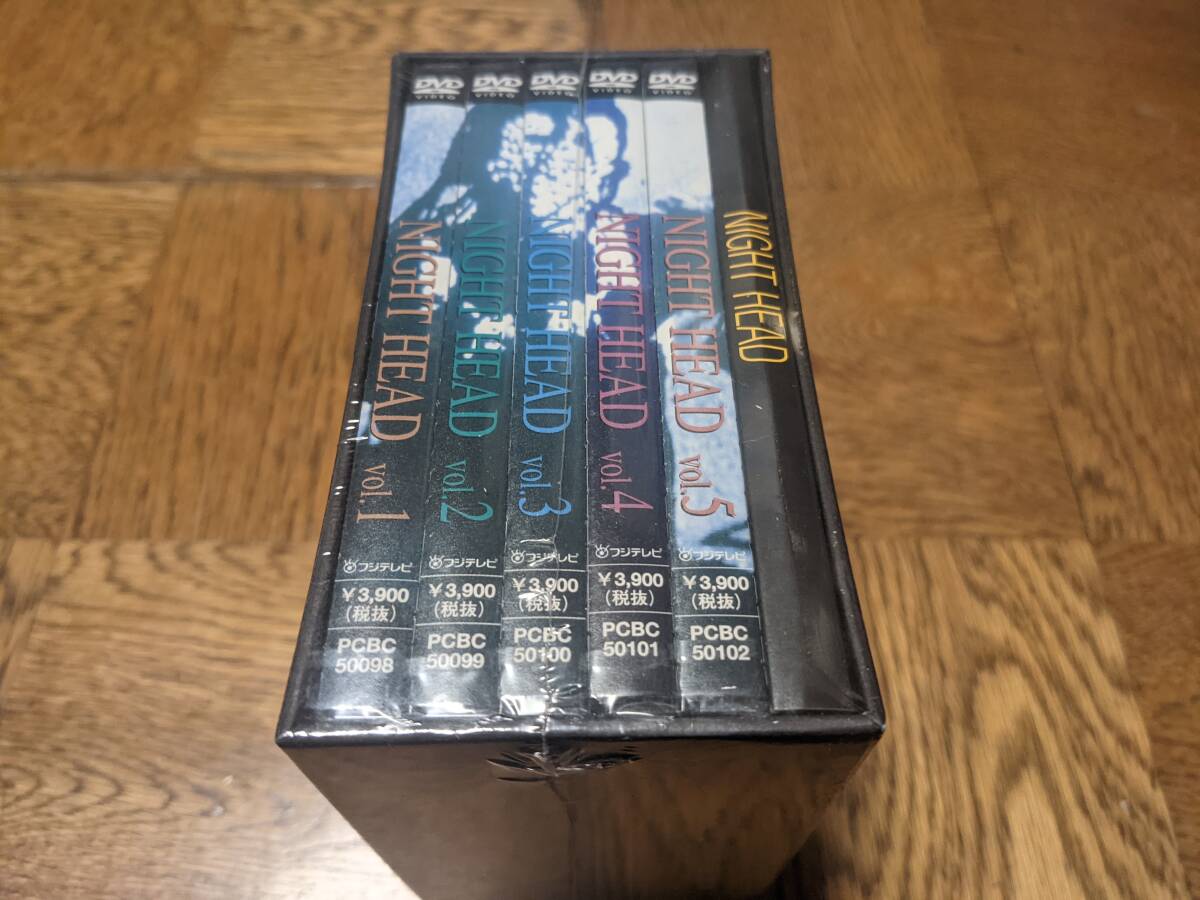 DVD
VIDEO
NIGHT HEAD
vol.1
フジテレビ
¥3,900
(税抜)
PCBC
50098
DVD
VIDEO
NIGHT HEAD
vol.2
フジテレビ
¥3,900
(税抜)
PCBC
50099
DVD
VIDEO
NIGHT HEAD
vol.3
フジテレビ
¥3,900
(税抜)
PCBC
50100
DVD
VIDEO
NIGHT HEAD
vol.4
フジテレビ
¥3,900
(税抜)
PCBC
50101
DVD
VIDEO
NIGHT HEAD
vol.5
フジテレビ
¥3,900
(税抜)
PCBC
50102
NIGHT HEAD